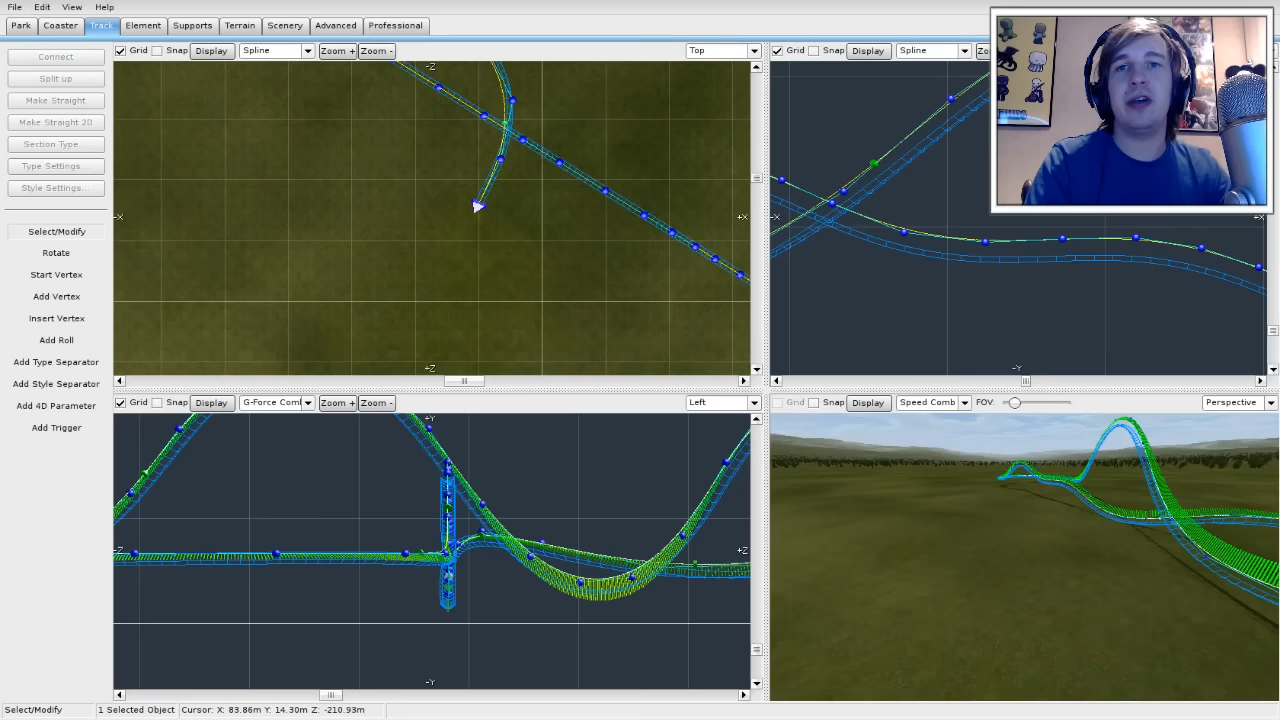 File Edit View Help
Park Coaster Track Element Supports Terrain Scenery Advanced Professional
Connect
Split up
Make Straight
Make Straight 2D
Section Type...
Type Settings...
Style Settings...
Select/Modify
Rotate
Start Vertex
Add Vertex
Insert Vertex
Add Roll
Add Type Separator
Add Style Separator
Add 4D Parameter
Add Trigger
Grid Snap Display Spline Zoom + Zoom - Top
-Z
-X
+X
+Z
Grid Snap Display Spline
-X
+X
-Y
Grid Snap Display G-Force Coml Zoom + Zoom - Left
+Y
-Z
+Z
-Y
Grid Snap Display Speed Comb FOV: Perspective
Select/Modify 1 Selected Object Cursor: X: 83.86m Y: 14.30m Z: -210.93m